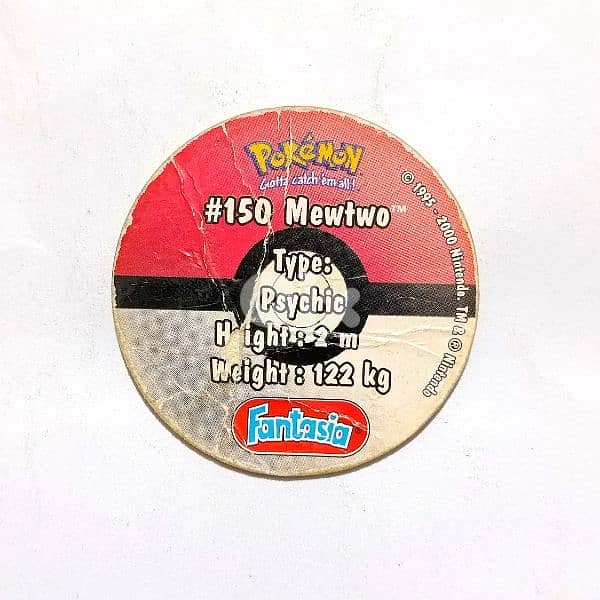 POKéMON
Gotta catch 'em all!
#150 Mewtwo™
Type:
Psychic
Height : 2 m
Weight : 122 kg
Fantasia
© 1995 - 2000 Nintendo. TM & ® Nintendo